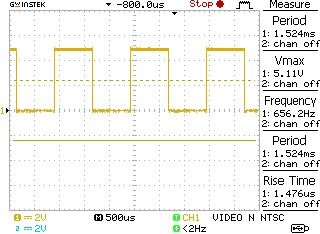 GWINSTEK -800.0us Stop Measure
Period
1: 1.524ms
2: chan off
Vmax
1: 5.11V
2: chan off
Frequency
1: 656.2Hz
2: chan off
Period
1: 1.524ms
2: chan off
Rise Time
1: 1.476us
2: chan off
1
1 2V M 500us T CH1 VIDEO N NTSC
2 2V f <2Hz